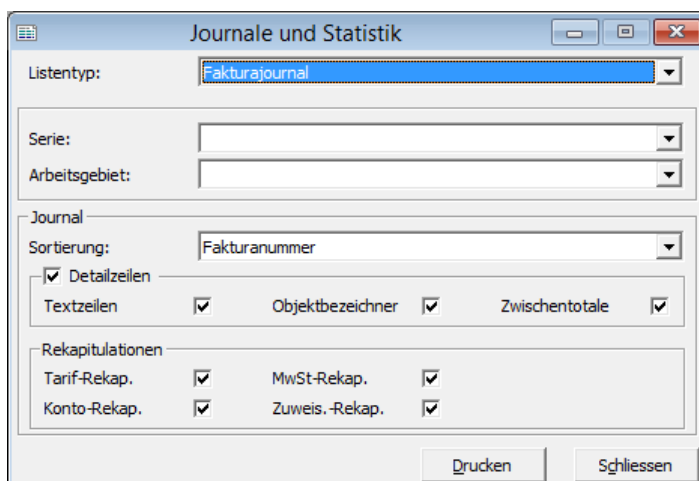 Journale und Statistik
Listentyp: Fakturajournal
Serie:
Arbeitsgebiet:
Journal
Sortierung: Fakturanummer
Detailzeilen
Textzeilen Objektbezeichner Zwischentotale
Rekapitulationen
Tarif-Rekap. MwSt-Rekap.
Konto-Rekap. Zuweis.-Rekap.
Drucken Schliessen